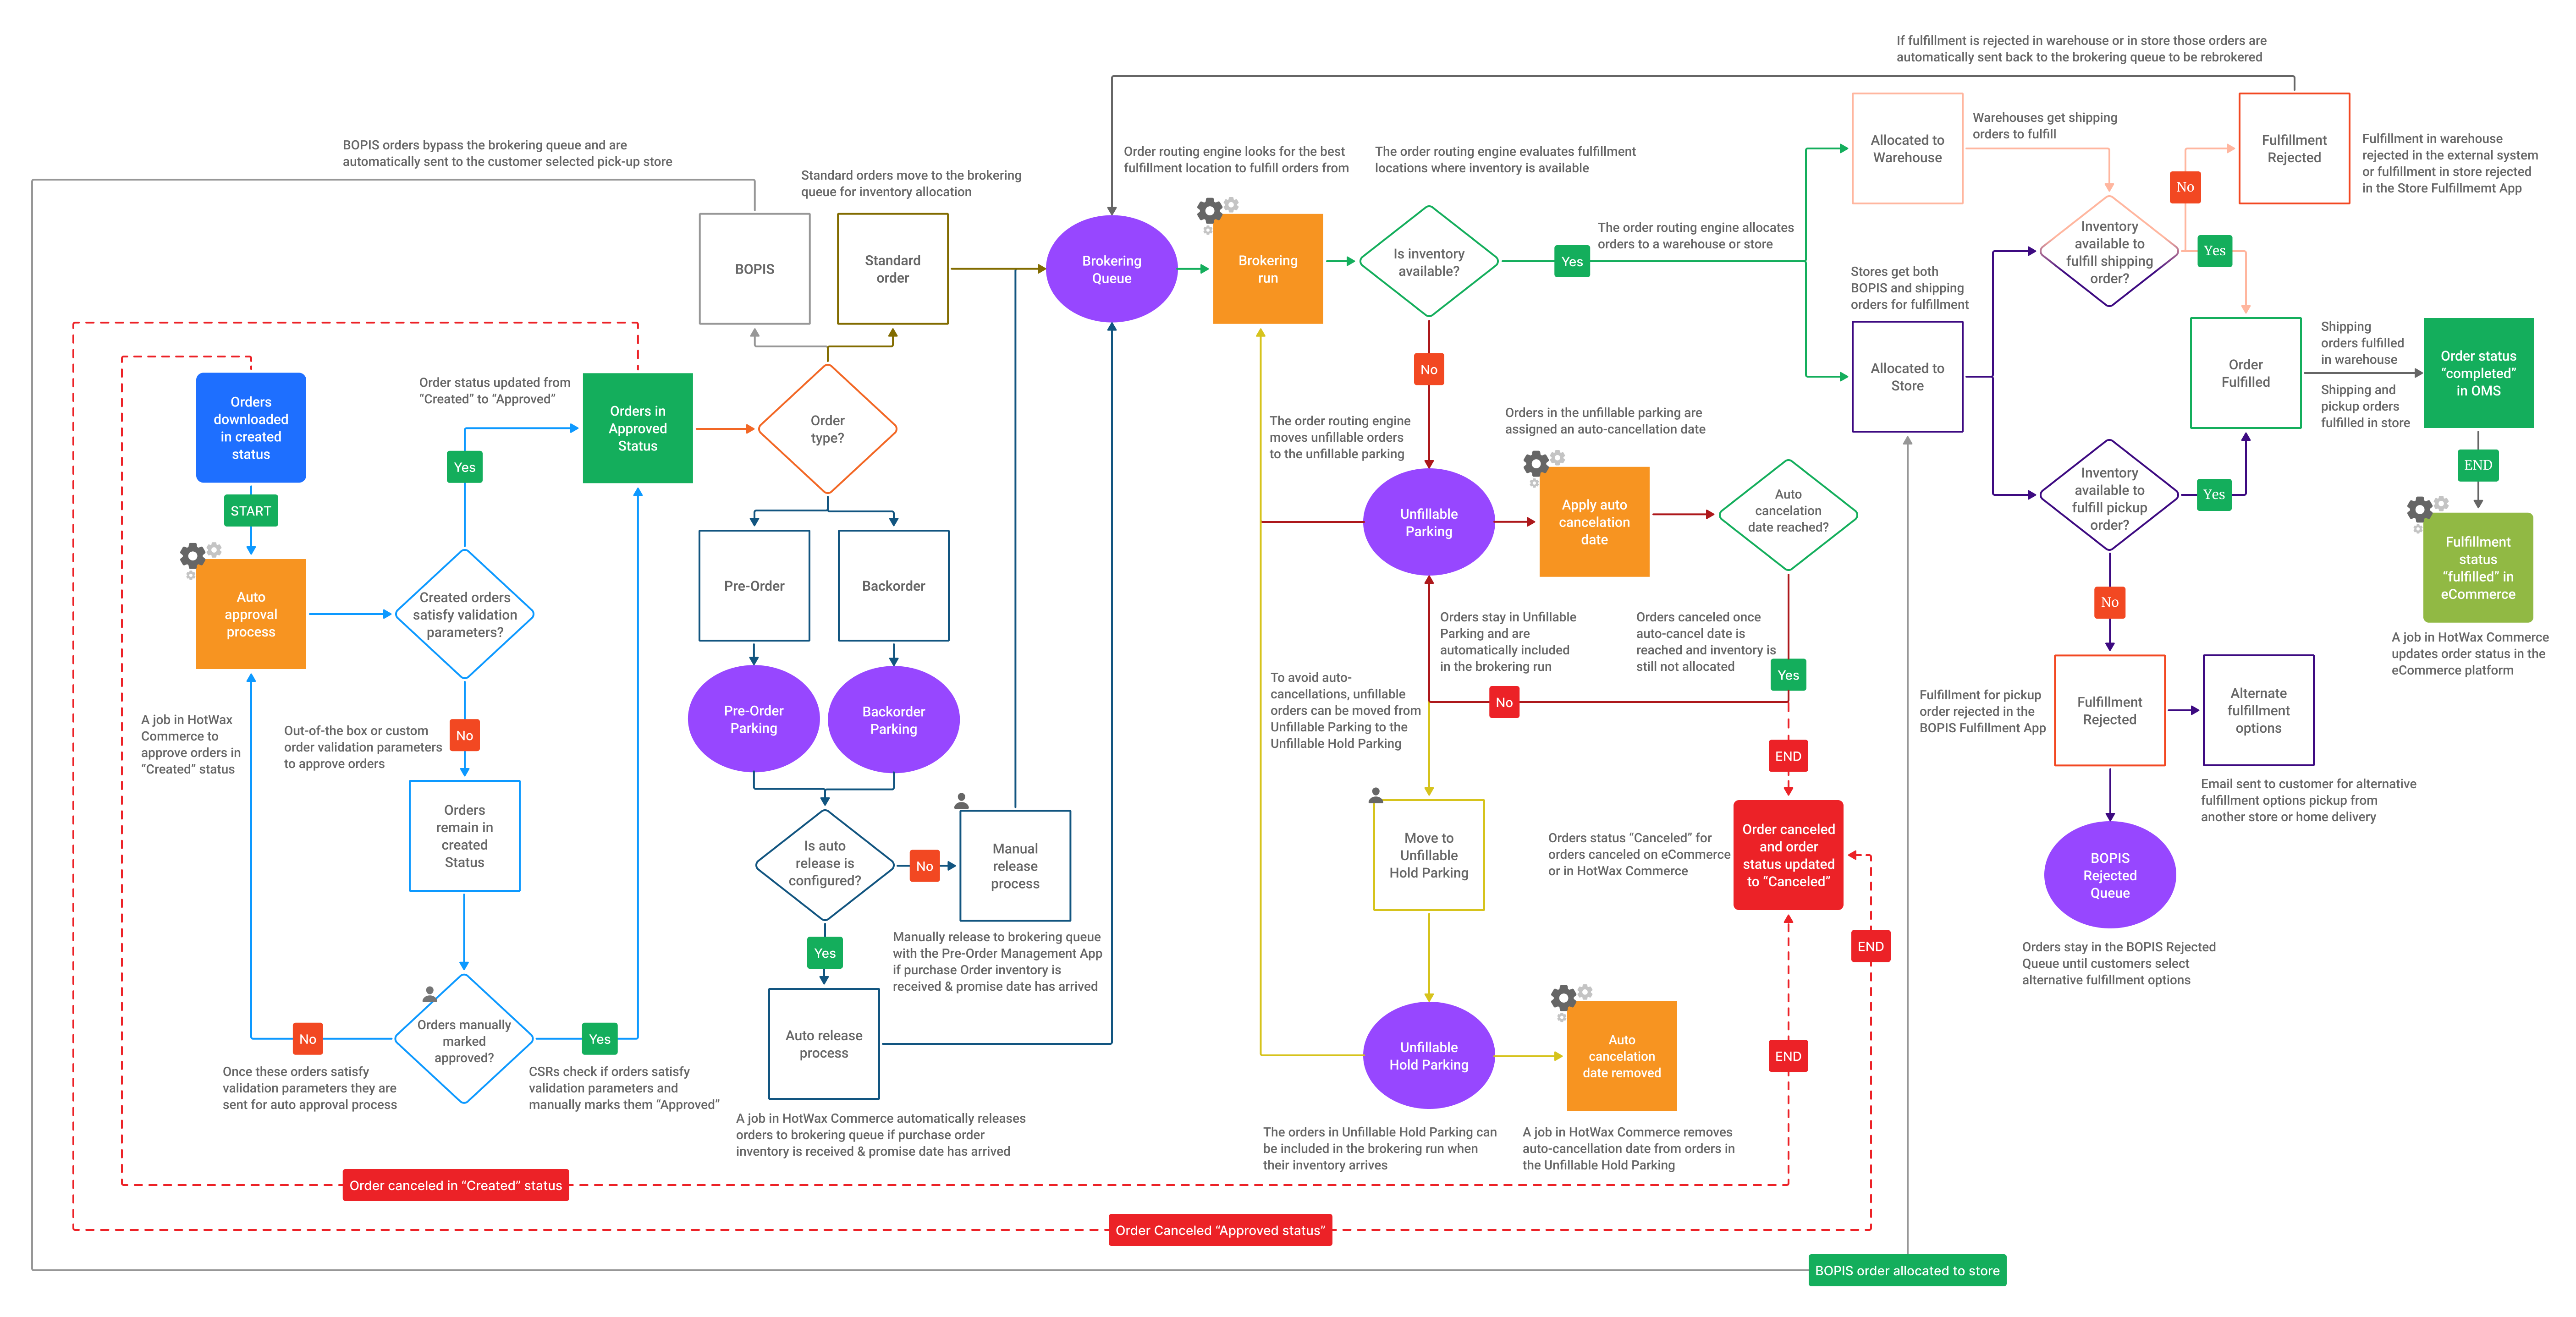 If fulfillment is rejected in warehouse or in store those orders are
automatically sent back to the brokering queue to be rebrokered
BOPIS orders bypass the brokering queue and are
automatically sent to the customer selected pick-up store
Standard orders move to the brokering
queue for inventory allocation
Order routing engine looks for the best
fulfillment location to fulfill orders from
The order routing engine evaluates fulfillment
locations where inventory is available
Allocated to
Warehouse
Warehouses get shipping
orders to fulfill
Fulfillment
Rejected
Fulfillment in warehouse
rejected in the external system
or fulfillment in store rejected
in the Store Fulfillmemt App
No
BOPIS
Standard
order
Brokering
Queue
Brokering
run
Is inventory
available?
Yes
The order routing engine allocates
orders to a warehouse or store
Inventory
available to
fulfill shipping
order?
Yes
Stores get both
BOPIS and shipping
orders for fulfillment
Allocated to
Store
Order
Fulfilled
Shipping
orders fulfilled
in warehouse
Shipping and
pickup orders
fulfilled in store
Order status
“completed”
in OMS
END
Fulfillment
status
“fulfilled” in
eCommerce
A job in HotWax Commerce
updates order status in the
eCommerce platform
Orders
downloaded
in created
status
START
Auto
approval
process
A job in HotWax
Commerce to
approve orders in
“Created” status
Order status updated from
“Created” to “Approved”
Yes
Orders in
Approved
Status
Created orders
satisfy validation
parameters?
Out-of-the box or custom
order validation parameters
to approve orders
No
Orders
remain in
created
Status
Orders manually
marked
approved?
No
Yes
Once these orders satisfy
validation parameters they are
sent for auto approval process
CSRs check if orders satisfy
validation parameters and
manually marks them “Approved”
Order
type?
Pre-Order
Backorder
Pre-Order
Parking
Backorder
Parking
Is auto
release is
configured?
No
Manual
release
process
Manually release to brokering queue
with the Pre-Order Management App
if purchase Order inventory is
received & promise date has arrived
Yes
Auto release
process
A job in HotWax Commerce automatically releases
orders to brokering queue if purchase order
inventory is received & promise date has arrived
No
The order routing engine
moves unfillable orders
to the unfillable parking
Orders in the unfillable parking are
assigned an auto-cancellation date
Unfillable
Parking
Apply auto
cancelation
date
Auto
cancelation
date reached?
Orders stay in Unfillable
Parking and are
automatically included
in the brokering run
Orders canceled once
auto-cancel date is
reached and inventory is
still not allocated
Yes
No
To avoid auto-
cancellations, unfillable
orders can be moved from
Unfillable Parking to the
Unfillable Hold Parking
END
Move to
Unfillable
Hold Parking
Orders status “Canceled” for
orders canceled on eCommerce
or in HotWax Commerce
Order canceled
and order
status updated
to “Canceled”
END
END
Unfillable
Hold Parking
Auto
cancelation
date removed
The orders in Unfillable Hold Parking can
be included in the brokering run when
their inventory arrives
A job in HotWax Commerce removes
auto-cancellation date from orders in
the Unfillable Hold Parking
Inventory
available to
fulfill pickup
order?
Yes
No
Fulfillment for pickup
order rejected in the
BOPIS Fulfillment App
Fulfillment
Rejected
Alternate
fulfillment
options
Email sent to customer for alternative
fulfillment options pickup from
another store or home delivery
BOPIS
Rejected
Queue
Orders stay in the BOPIS Rejected
Queue until customers select
alternative fulfillment options
Order canceled in “Created” status
Order Canceled “Approved status”
BOPIS order allocated to store